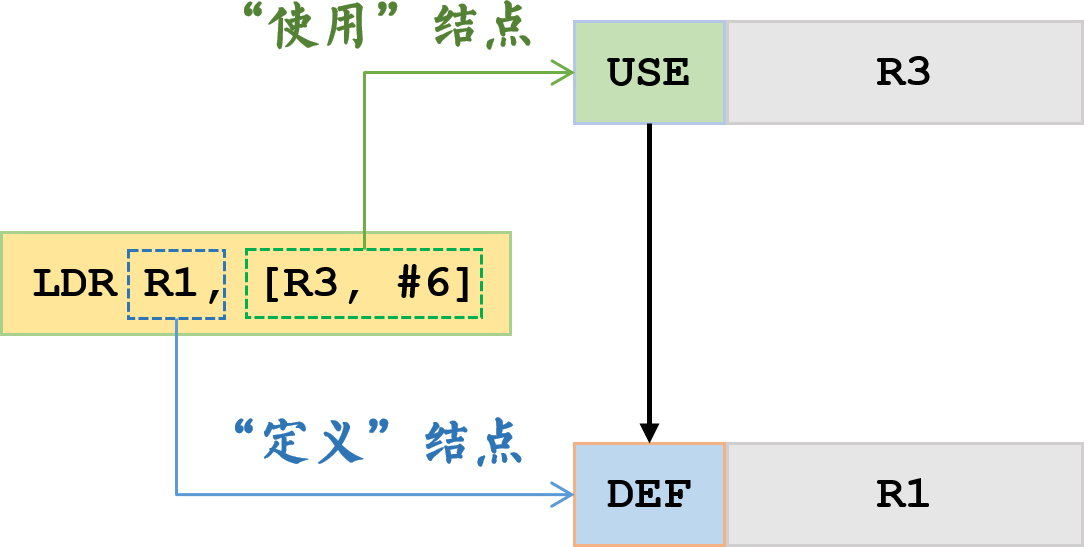 “使用”结点
USE
R3
LDR R1, [R3, #6]
“定义”结点
DEF
R1